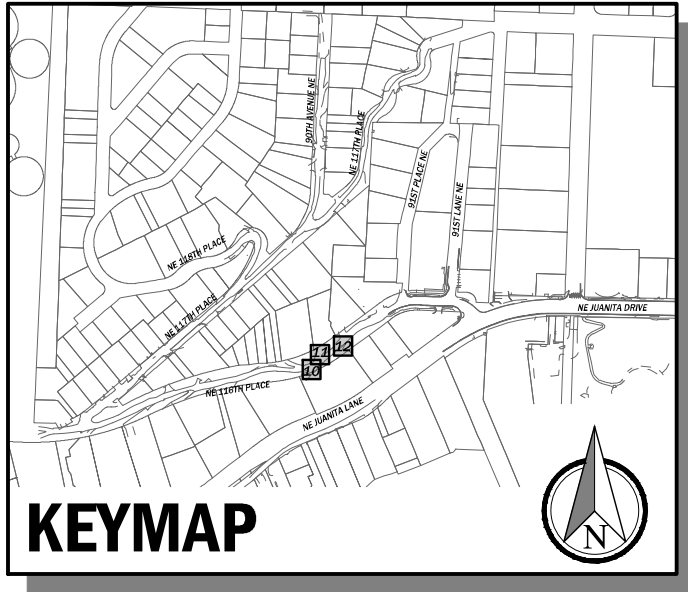 90TH AVENUE NE
NE 117TH PLACE
91ST PLACE NE
91ST LANE NE
NE 118TH PLACE
NE 117TH PLACE
NE JUANITA DRIVE
12
11
10
NE 116TH PLACE
NE JUANITA LANE
KEYMAP
N